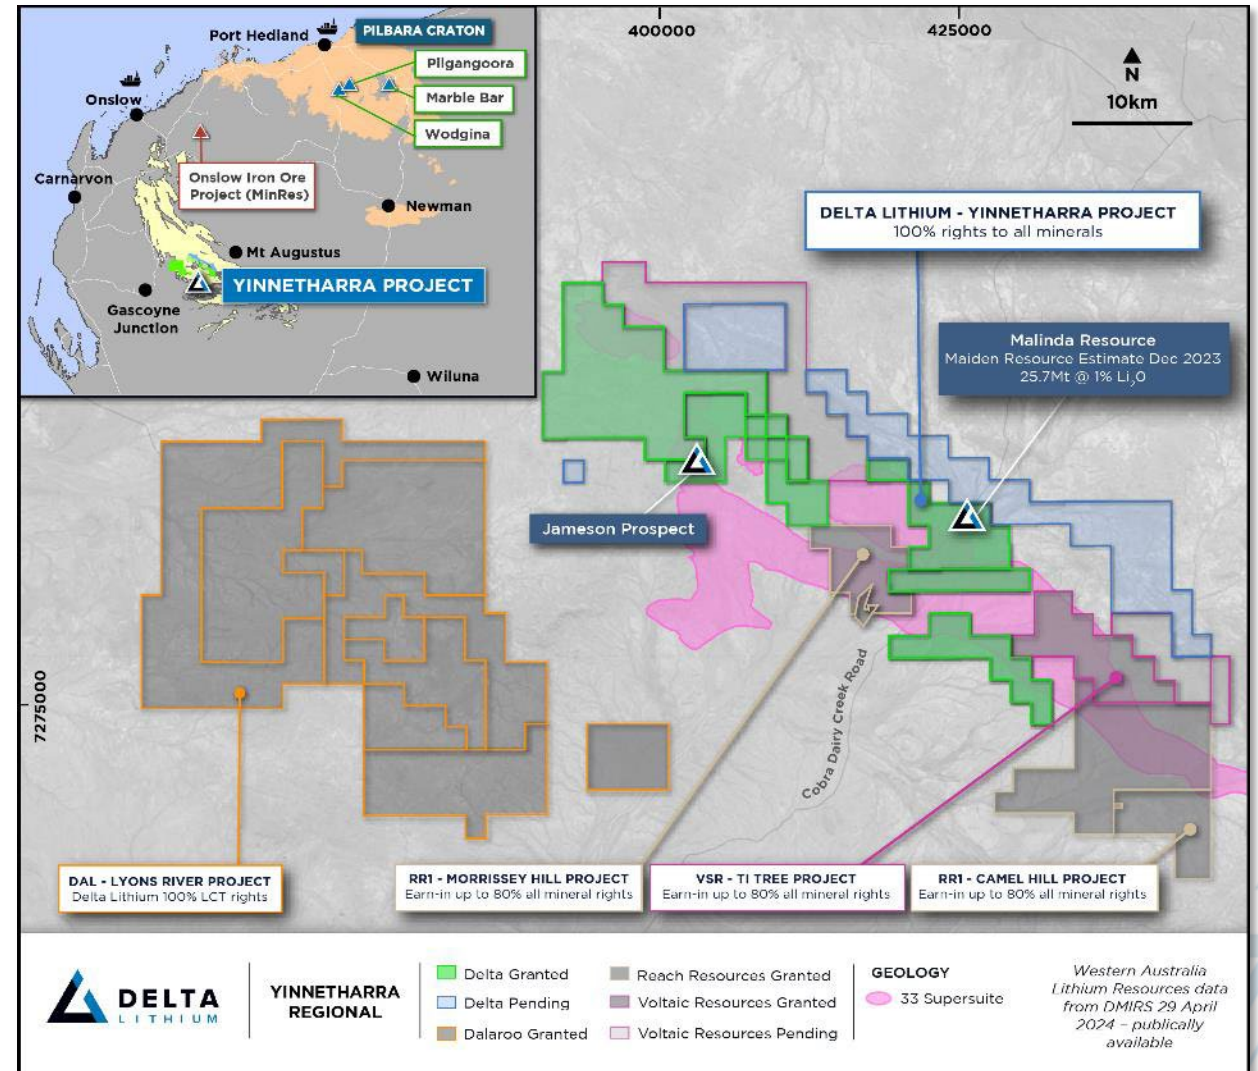 Port Hedland
PILBARA CRATON
Pilgangoora
Marble Bar
Wodgina
Onslow
Onslow Iron Ore
Project (MinRes)
Carnarvon
Newman
Mt Augustus
YINNETHARRA PROJECT
Gascoyne
Junction
Wiluna
400000
425000
N
10km
DELTA LITHIUM - YINNETHARRA PROJECT
100% rights to all minerals
Malinda Resource
Maiden Resource Estimate Dec 2023
25.7Mt @ 1% Li₂O
Jameson Prospect
7275000
Cobra Dairy Creek Road
DAL - LYONS RIVER PROJECT
Delta Lithium 100% LCT rights
RR1 - MORRISSEY HILL PROJECT
Earn-in up to 80% all mineral rights
VSR - TI TREE PROJECT
Earn-in up to 80% all mineral rights
RR1 - CAMEL HILL PROJECT
Earn-in up to 80% all mineral rights
DELTA
LITHIUM
YINNETHARRA
REGIONAL
Delta Granted
Delta Pending
Dalaroo Granted
Reach Resources Granted
Voltaic Resources Granted
Voltaic Resources Pending
GEOLOGY
33 Supersuite
Western Australia
Lithium Resources data
from DMIRS 29 April
2024 – publically
available